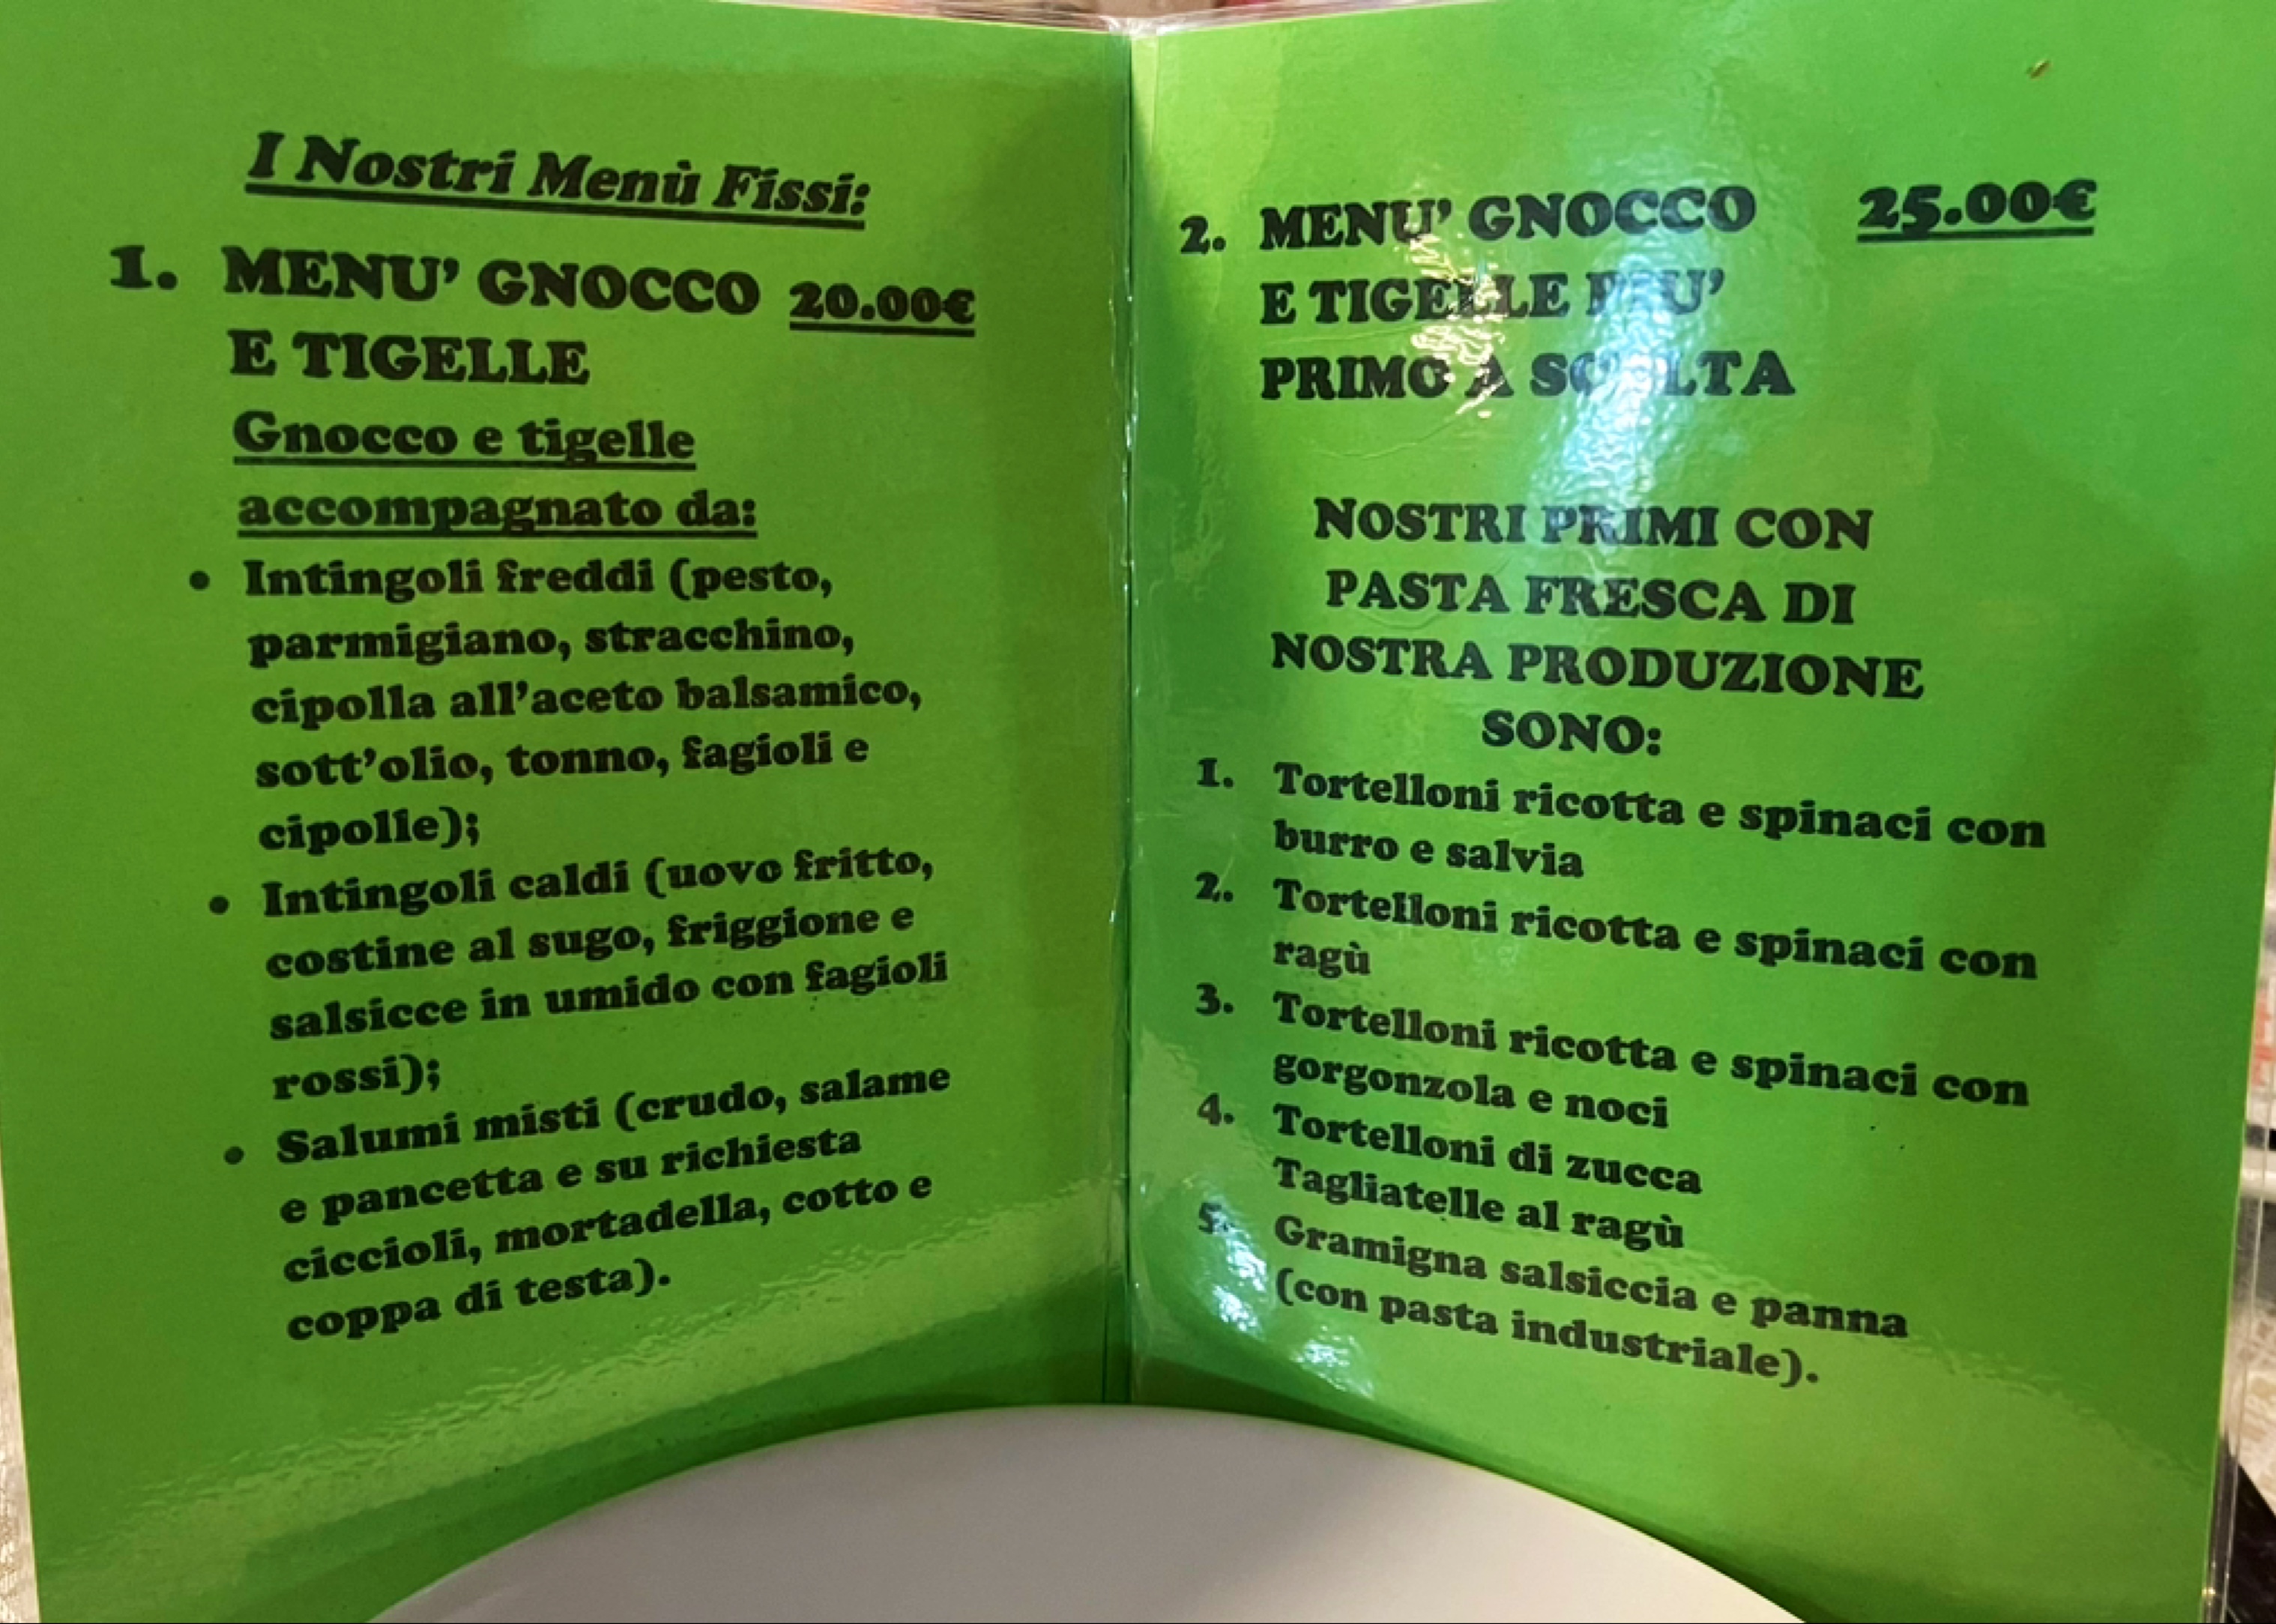 I Nostri Menù Fissi:
1. MENU' GNOCCO 20.00€
E TIGELLE
Gnocco e tigelle
accompagnato da:
• Intingoli freddi (pesto,
parmigiano, stracchino,
cipolla all'aceto balsamico,
sott'olio, tonno, fagioli e
cipolle);
• Intingoli caldi (uovo fritto,
costine al sugo, friggione e
salsicce in umido con fagioli
rossi);
• Salumi misti (crudo, salame
e pancetta e su richiesta
ciccioli, mortadella, cotto e
coppa di testa).
2. MENU' GNOCCO 25.00€
E TIGELLE PIU'
PRIMO A SCELTA
NOSTRI PRIMI CON
PASTA FRESCA DI
NOSTRA PRODUZIONE
SONO:
1. Tortelloni ricotta e spinaci con
burro e salvia
2. Tortelloni ricotta e spinaci con
ragù
3. Tortelloni ricotta e spinaci con
gorgonzola e noci
4. Tortelloni di zucca
Tagliatelle al ragù
5. Gramigna salsiccia e panna
(con pasta industriale).